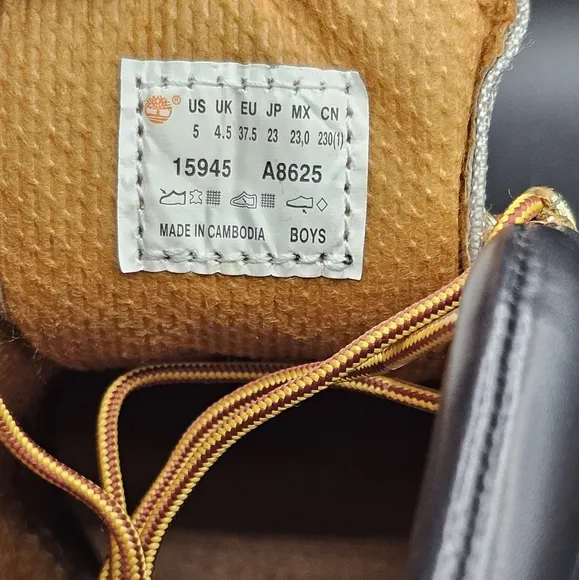 ® US UK EU JP MX CN
5 4.5 37.5 23 23,0 230(1)
15945 A8625
MADE IN CAMBODIA BOYS